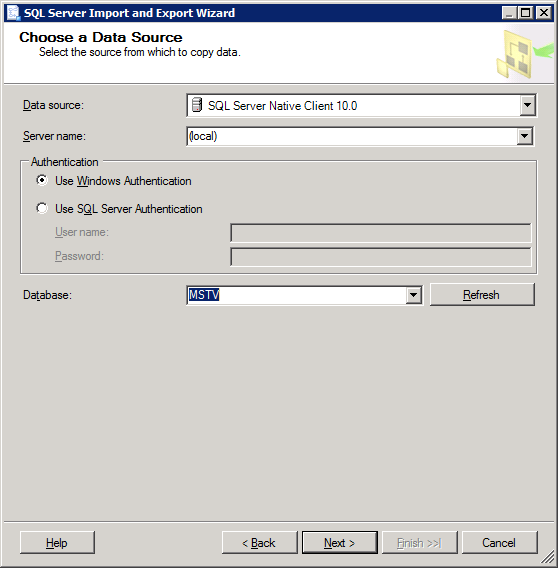 SQL Server Import and Export Wizard
Choose a Data Source
Select the source from which to copy data.
Data source: SQL Server Native Client 10.0
Server name: (local)
Authentication
Use Windows Authentication
Use SQL Server Authentication
User name:
Password:
Database: MSTV Refresh
Help < Back Next > Finish >>| Cancel